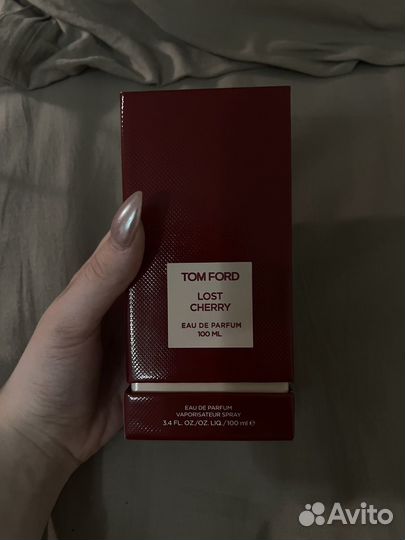 TOM FORD
LOST
CHERRY
EAU DE PARFUM
100 ML
EAU DE PARFUM
VAPORISATEUR SPRAY
3.4 FL. OZ./OZ. LIQ./100 ml ℮
Avito